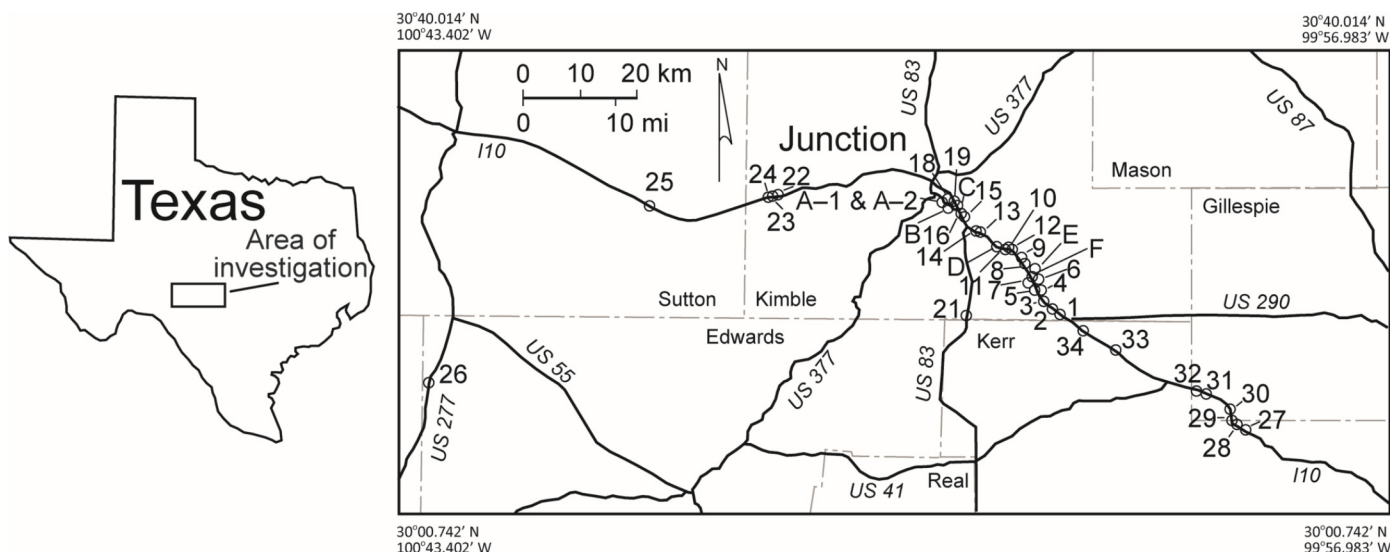 30°40.014′ N
100°43.402′ W
30°40.014′ N
99°56.983′ W
Texas
Area of
investigation
0 10 20 km
0 10 mi
N
I10
US 83
US 377
US 87
Junction
Mason
Gillespie
25
24
22
23
18
19
A–1 & A–2
C
15
B
16
13
10
14
12
9
E
D
F
8
6
11
7
4
5
3
1
2
21
Sutton
Kimble
Edwards
Kerr
US 290
34
33
26
US 277
US 55
US 377
US 83
32
31
30
29
27
28
I10
US 41
Real
30°00.742′ N
100°43.402′ W
30°00.742′ N
99°56.983′ W